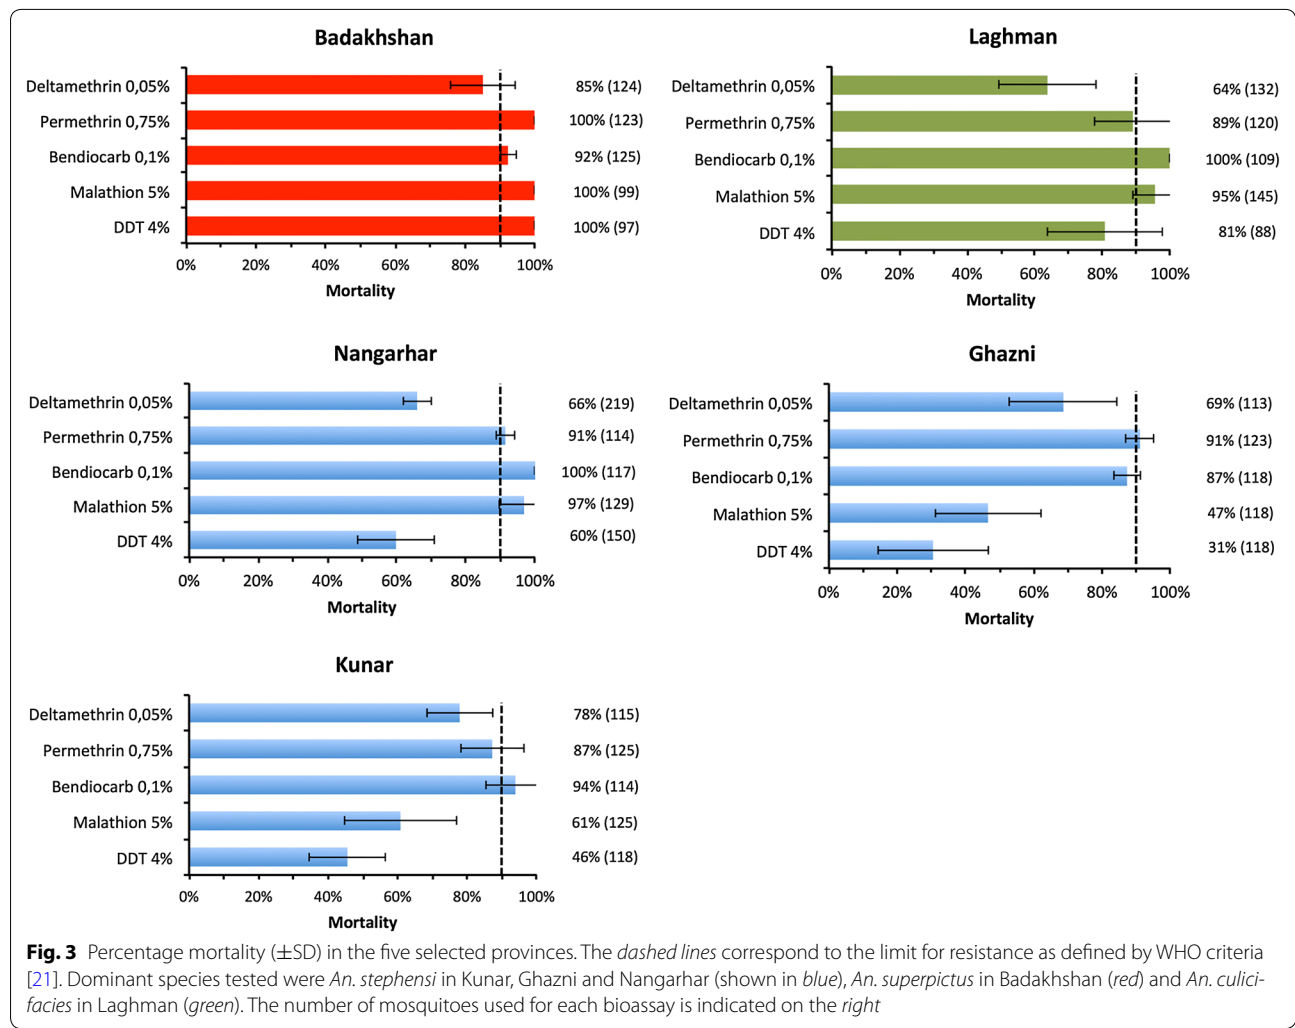 Badakhshan
Deltamethrin 0,05%
85% (124)
Permethrin 0,75%
100% (123)
Bendiocarb 0,1%
92% (125)
Malathion 5%
100% (99)
DDT 4%
100% (97)
0% 20% 40% 60% 80% 100%
Mortality
Laghman
Deltamethrin 0,05%
64% (132)
Permethrin 0,75%
89% (120)
Bendiocarb 0,1%
100% (109)
Malathion 5%
95% (145)
DDT 4%
81% (88)
0% 20% 40% 60% 80% 100%
Mortality
Nangarhar
Deltamethrin 0,05%
66% (219)
Permethrin 0,75%
91% (114)
Bendiocarb 0,1%
100% (117)
Malathion 5%
97% (129)
DDT 4%
60% (150)
0% 20% 40% 60% 80% 100%
Mortality
Ghazni
Deltamethrin 0,05%
69% (113)
Permethrin 0,75%
91% (123)
Bendiocarb 0,1%
87% (118)
Malathion 5%
47% (118)
DDT 4%
31% (118)
0% 20% 40% 60% 80% 100%
Mortality
Kunar
Deltamethrin 0,05%
78% (115)
Permethrin 0,75%
87% (125)
Bendiocarb 0,1%
94% (114)
Malathion 5%
61% (125)
DDT 4%
46% (118)
0% 20% 40% 60% 80% 100%
Mortality
Fig. 3 Percentage mortality (±SD) in the five selected provinces. The dashed lines correspond to the limit for resistance as defined by WHO criteria
[21]. Dominant species tested were An. stephensi in Kunar, Ghazni and Nangarhar (shown in blue), An. superpictus in Badakhshan (red) and An. culici-
facies in Laghman (green). The number of mosquitoes used for each bioassay is indicated on the right